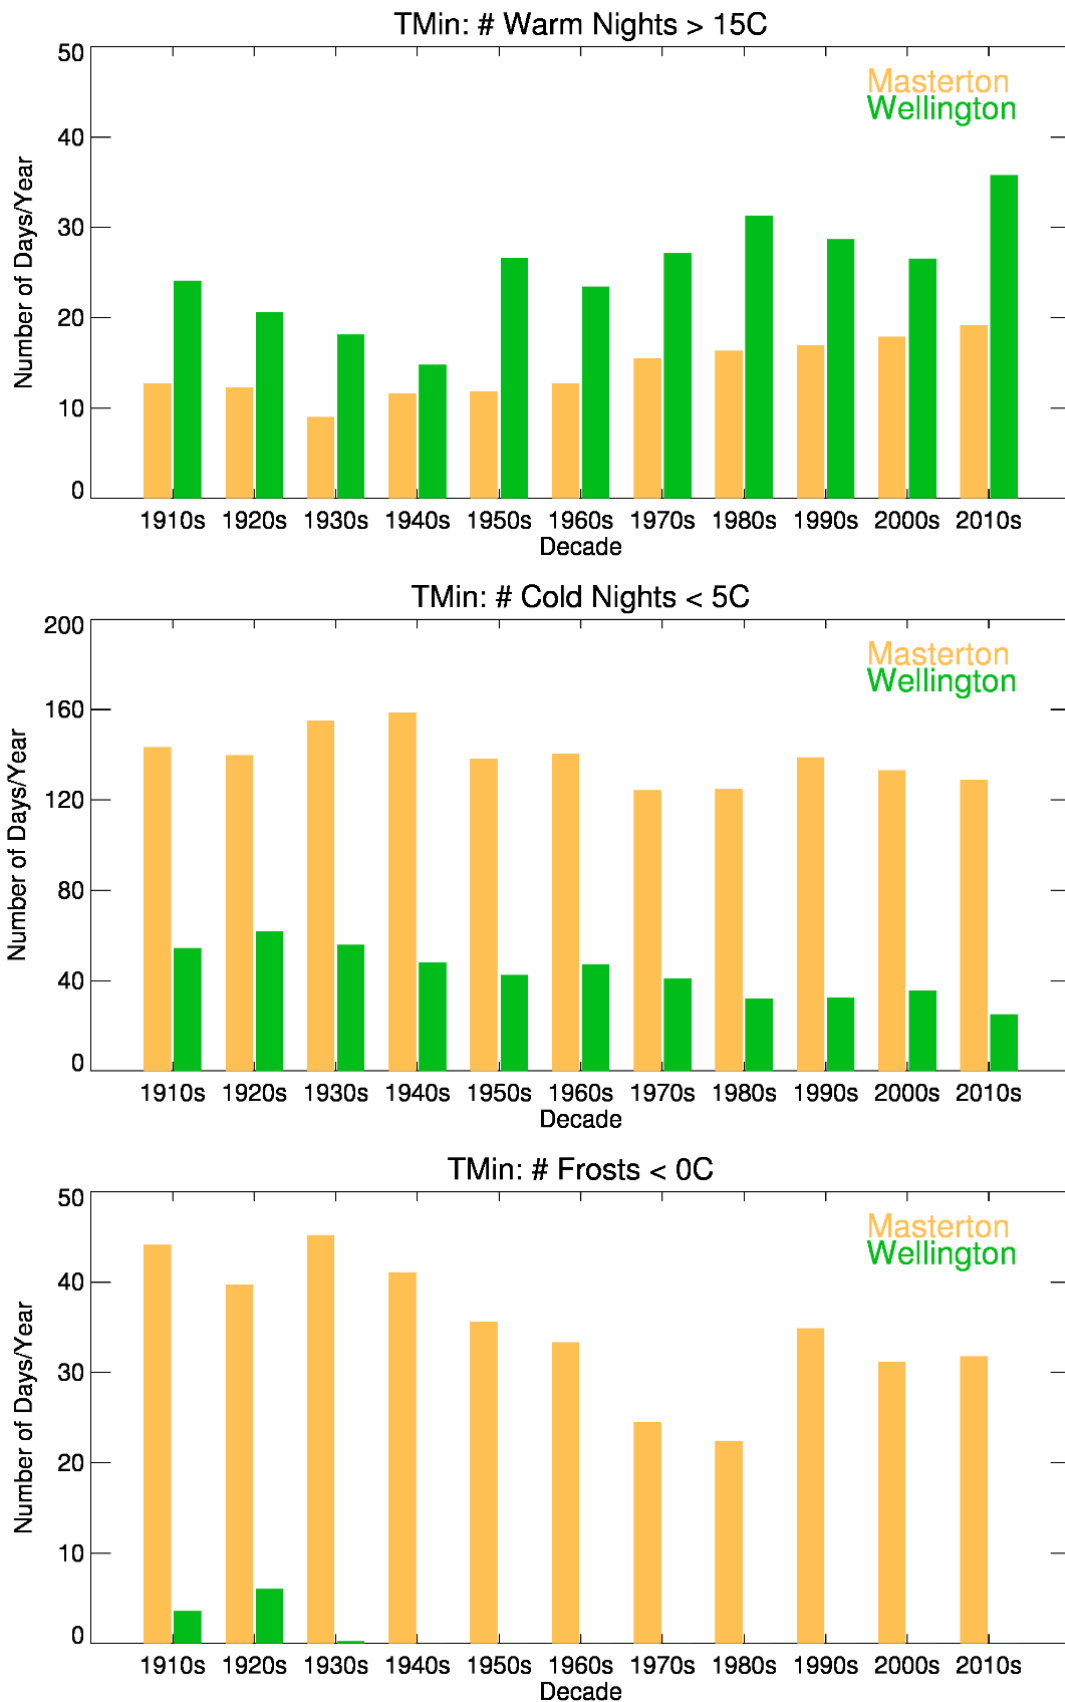 TMin: # Warm Nights > 15C
Masterton
Wellington
Number of Days/Year
50
40
30
20
10
0
1910s 1920s 1930s 1940s 1950s 1960s 1970s 1980s 1990s 2000s 2010s
Decade
TMin: # Cold Nights < 5C
Masterton
Wellington
Number of Days/Year
200
160
120
80
40
0
1910s 1920s 1930s 1940s 1950s 1960s 1970s 1980s 1990s 2000s 2010s
Decade
TMin: # Frosts < 0C
Masterton
Wellington
Number of Days/Year
50
40
30
20
10
0
1910s 1920s 1930s 1940s 1950s 1960s 1970s 1980s 1990s 2000s 2010s
Decade